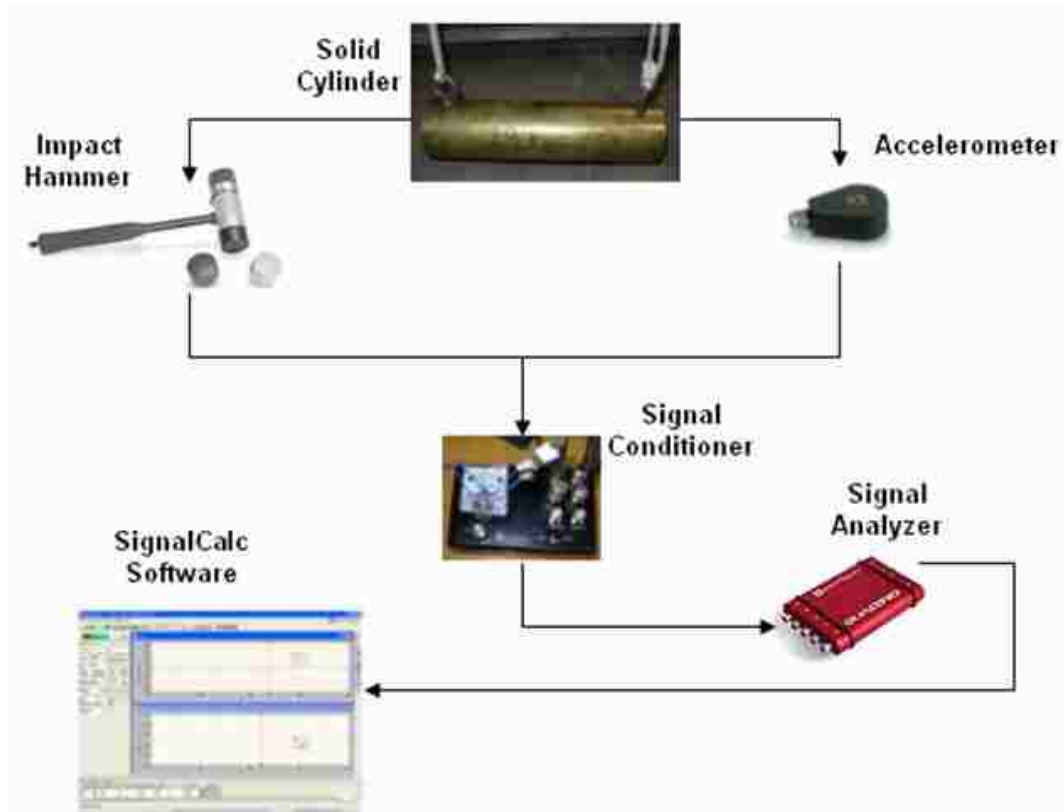 Solid
Cylinder
Impact
Hammer
Accelerometer
Signal
Conditioner
Signal
Analyzer
SignalCalc
Software